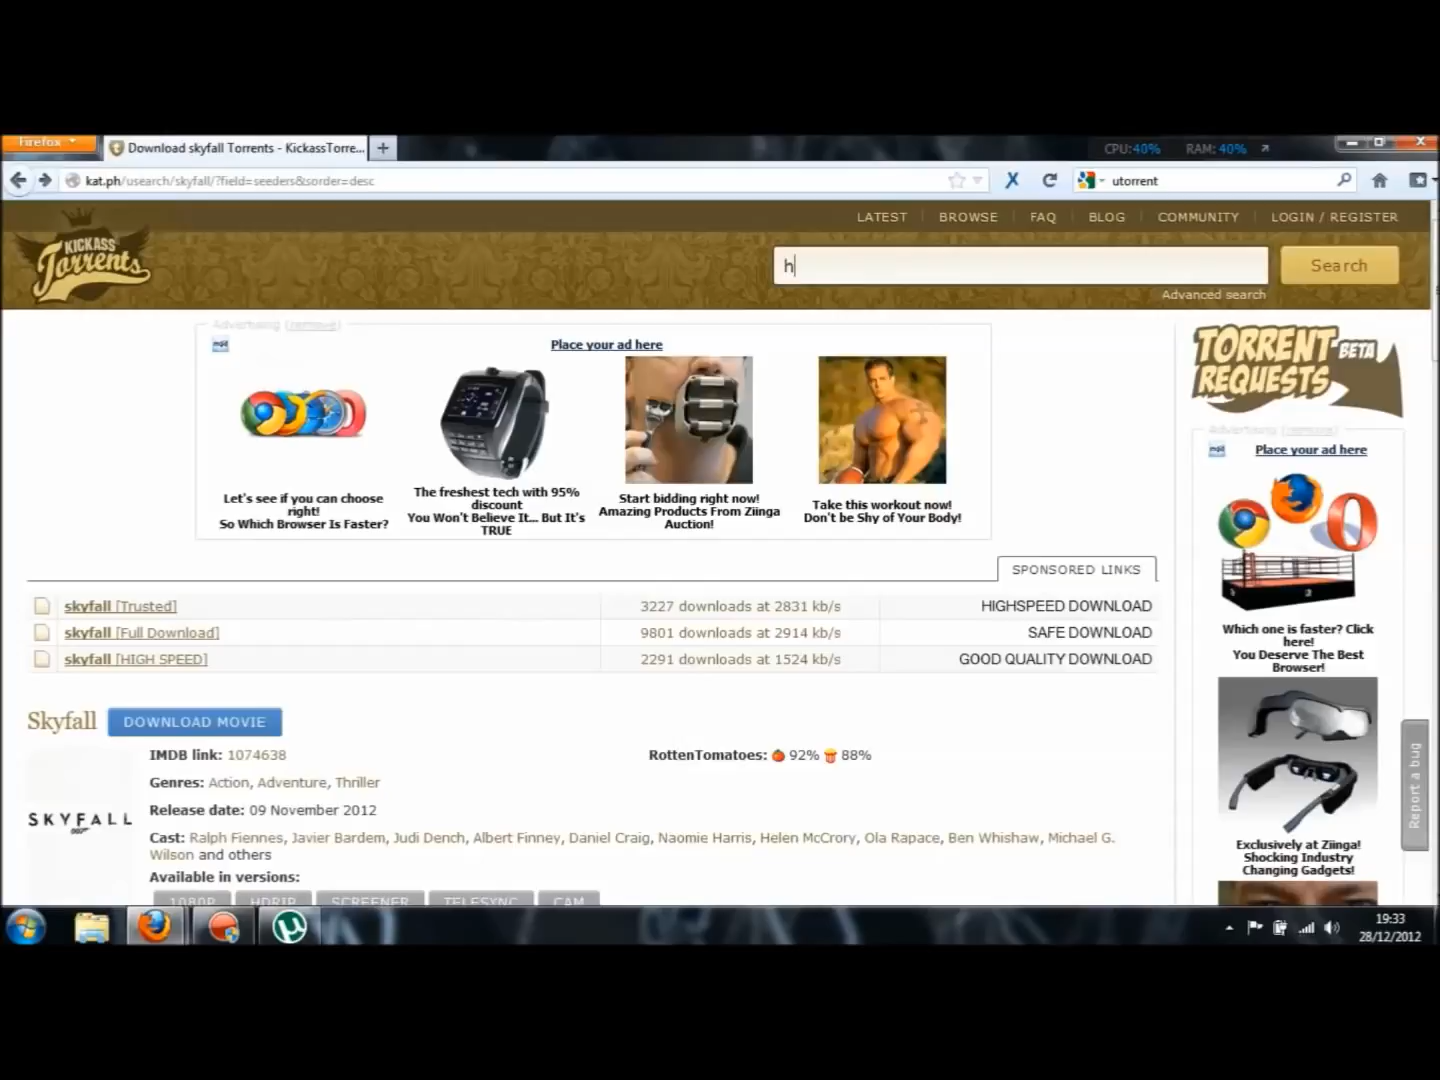 Firefox
Download skyfall Torrents - KickassTorre...
CPU:40% RAM: 40%
kat.ph/usearch/skyfall/?field=seeders&sorder=desc
utorrent
LATEST BROWSE FAQ BLOG COMMUNITY LOGIN / REGISTER
KICKASS
Torrents
h
Search
Advanced search
Advertising (remove)
Place your ad here
Let's see if you can choose
right!
So Which Browser Is Faster?
The freshest tech with 95%
discount
You Won't Believe It... But It's
TRUE
Start bidding right now!
Amazing Products From Ziinga
Auction!
Take this workout now!
Don't be Shy of Your Body!
TORRENT BETA
REQUESTS
Advertising (remove)
Place your ad here
Which one is faster? Click
here!
You Deserve The Best
Browser!
Exclusively at Ziinga!
Shocking Industry
Changing Gadgets!
Report a bug
SPONSORED LINKS
skyfall [Trusted] 3227 downloads at 2831 kb/s HIGHSPEED DOWNLOAD
skyfall [Full Download] 9801 downloads at 2914 kb/s SAFE DOWNLOAD
skyfall [HIGH SPEED] 2291 downloads at 1524 kb/s GOOD QUALITY DOWNLOAD
Skyfall DOWNLOAD MOVIE
SKYFALL
007
IMDB link: 1074638 RottenTomatoes: 92% 88%
Genres: Action, Adventure, Thriller
Release date: 09 November 2012
Cast: Ralph Fiennes, Javier Bardem, Judi Dench, Albert Finney, Daniel Craig, Naomie Harris, Helen McCrory, Ola Rapace, Ben Whishaw, Michael G.
Wilson and others
Available in versions:
1080P HDRIP SCREENER TELESYNC CAM
19:33
28/12/2012